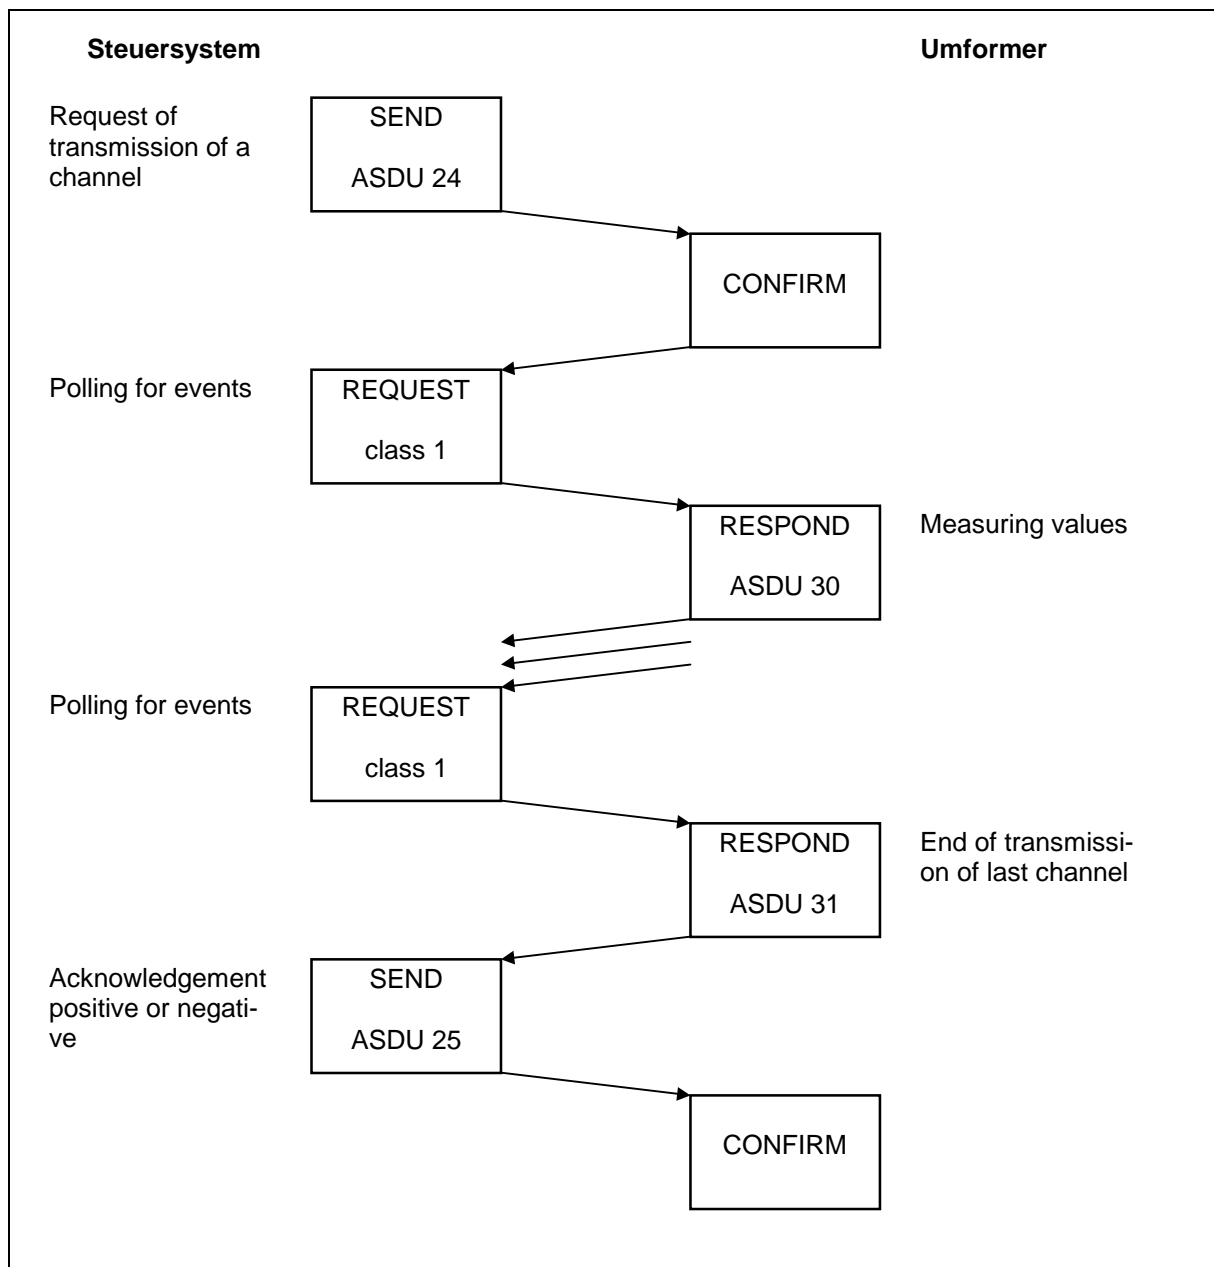 Steuersystem Umformer
Request of
transmission of a
channel
SEND
ASDU 24
CONFIRM
Polling for events
REQUEST
class 1
RESPOND
ASDU 30
Measuring values
Polling for events
REQUEST
class 1
RESPOND
ASDU 31
End of transmissi-
on of last channel
Acknowledgement
positive or negati-
ve
SEND
ASDU 25
CONFIRM